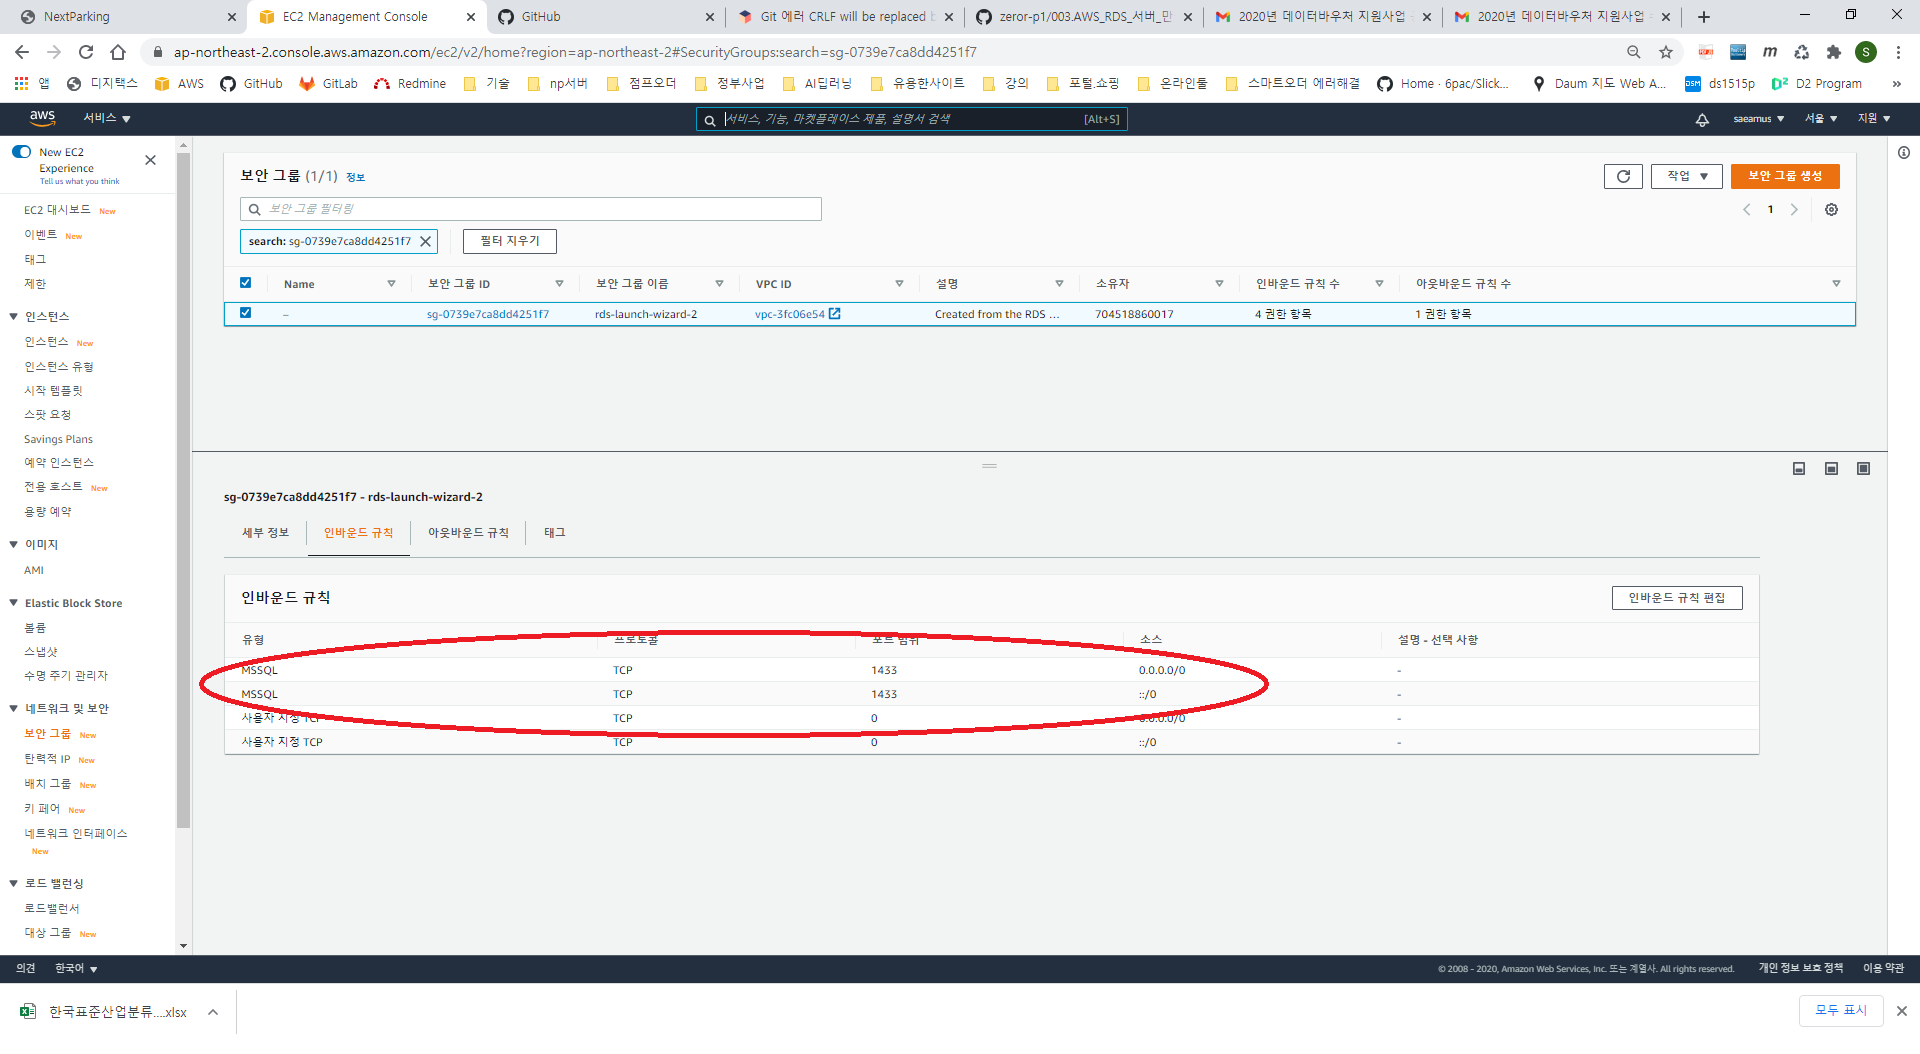 NextParking
EC2 Management Console
GitHub
Git 에러 CRLF will be replaced b
zeror-p1/003.AWS_RDS_서버_만
2020년 데이터바우처 지원사업
2020년 데이터바우처 지원사업
ap-northeast-2.console.aws.amazon.com/ec2/v2/home?region=ap-northeast-2#SecurityGroups:search=sg-0739e7ca8dd4251f7
S
앱 디지택스 AWS GitHub GitLab Redmine 기술 np서버 점프오더 정부사업 AI딥러닝 유용한사이트 강의 포털.쇼핑 온라인툴 스마트오더 에러해결 Home · 6pac/Slick... Daum 지도 Web A... ds1515p D2 Program »
aws 서비스 서비스, 기능, 마켓플레이스 제품, 설명서 검색 [Alt+S] saeamus 서울 지원
New EC2
Experience
Tell us what you think
EC2 대시보드 New
이벤트 New
태그
제한
인스턴스
인스턴스 New
인스턴스 유형
시작 템플릿
스팟 요청
Savings Plans
예약 인스턴스
전용 호스트 New
용량 예약
이미지
AMI
Elastic Block Store
볼륨
스냅샷
수명 주기 관리자
네트워크 및 보안
보안 그룹 New
탄력적 IP New
배치 그룹 New
키 페어 New
네트워크 인터페이스
New
로드 밸런싱
로드밸런서
대상 그룹 New
보안 그룹 (1/1) 정보
작업 보안 그룹 생성
보안 그룹 필터링
1
search: sg-0739e7ca8dd4251f7 필터 지우기
Name 보안 그룹 ID 보안 그룹 이름 VPC ID 설명 소유자 인바운드 규칙 수 아웃바운드 규칙 수
– sg-0739e7ca8dd4251f7 rds-launch-wizard-2 vpc-3fc06e54 Created from the RDS ... 704518860017 4 권한 항목 1 권한 항목
sg-0739e7ca8dd4251f7 - rds-launch-wizard-2
세부 정보 인바운드 규칙 아웃바운드 규칙 태그
인바운드 규칙 인바운드 규칙 편집
유형 프로토콜 포트 범위 소스 설명 - 선택 사항
MSSQL TCP 1433 0.0.0.0/0 -
MSSQL TCP 1433 ::/0 -
사용자 지정 TCP TCP 0 0.0.0.0/0 -
사용자 지정 TCP TCP 0 ::/0 -
의견 한국어 © 2008 - 2020, Amazon Web Services, Inc. 또는 계열사. All rights reserved. 개인 정보 보호 정책 이용 약관
한국표준산업분류....xlsx 모두 표시